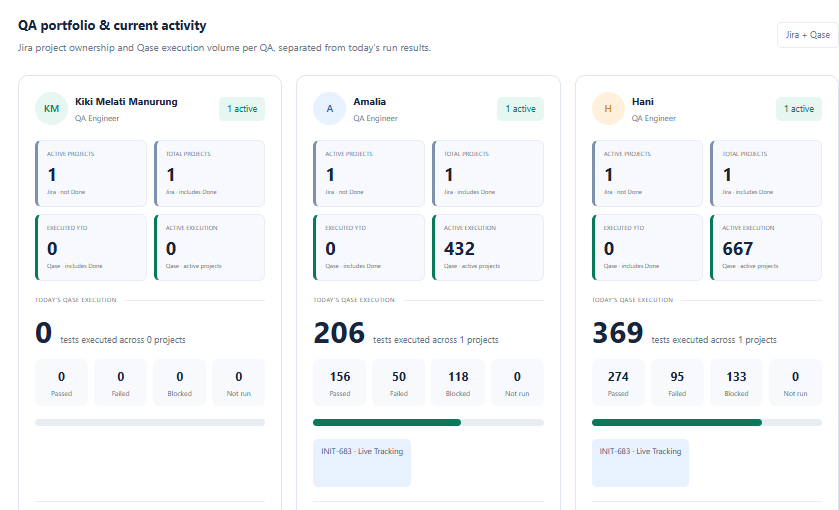 QA portfolio & current activity
Jira project ownership and Qase execution volume per QA, separated from today's run results.
Jira + Qase
KM
Kiki Melati Manurung
QA Engineer
1 active
ACTIVE PROJECTS
1
Jira · not Done
TOTAL PROJECTS
1
Jira · includes Done
EXECUTED YTD
0
Qase · includes Done
ACTIVE EXECUTION
0
Qase · active projects
TODAY'S QASE EXECUTION
0 tests executed across 0 projects
0
Passed
0
Failed
0
Blocked
0
Not run
A
Amalia
QA Engineer
1 active
ACTIVE PROJECTS
1
Jira · not Done
TOTAL PROJECTS
1
Jira · includes Done
EXECUTED YTD
0
Qase · includes Done
ACTIVE EXECUTION
432
Qase · active projects
TODAY'S QASE EXECUTION
206 tests executed across 1 projects
156
Passed
50
Failed
118
Blocked
0
Not run
INIT-683 · Live Tracking
H
Hani
QA Engineer
1 active
ACTIVE PROJECTS
1
Jira · not Done
TOTAL PROJECTS
1
Jira · includes Done
EXECUTED YTD
0
Qase · includes Done
ACTIVE EXECUTION
667
Qase · active projects
TODAY'S QASE EXECUTION
369 tests executed across 1 projects
274
Passed
95
Failed
133
Blocked
0
Not run
INIT-683 · Live Tracking